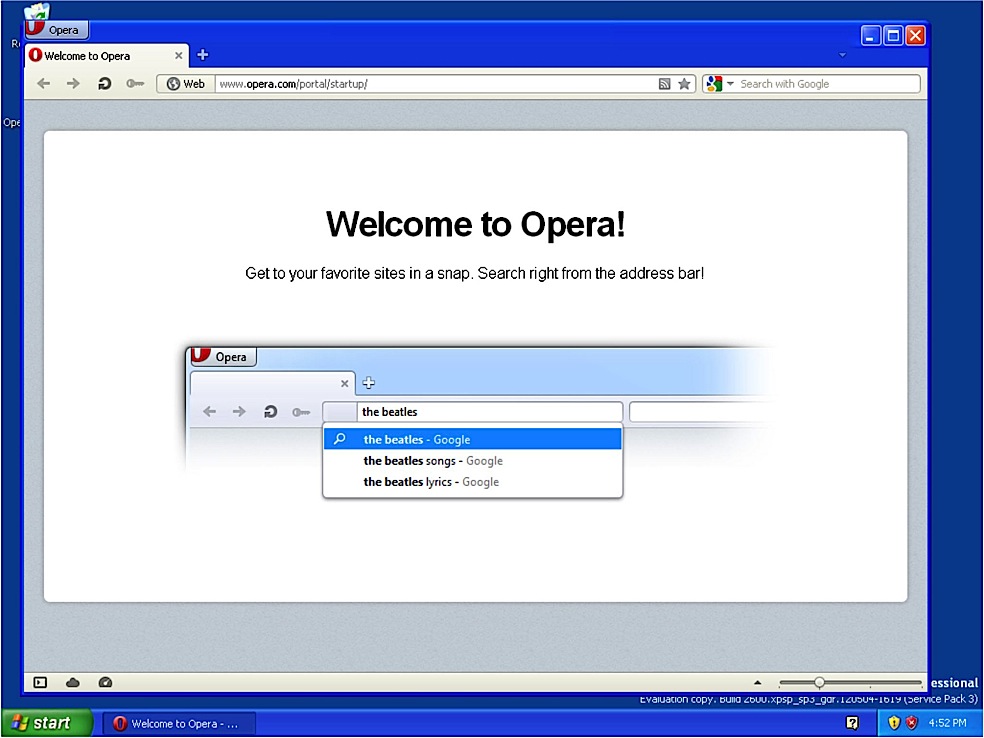 Opera
Welcome to Opera
Web
www.opera.com/portal/startup/
Search with Google
Welcome to Opera!
Get to your favorite sites in a snap. Search right from the address bar!
Opera
the beatles
the beatles - Google
the beatles songs - Google
the beatles lyrics - Google
essional
Evaluation copy. Build 2600.xpsp_sp3_gdr.120504-1619 (Service Pack 3)
start
Welcome to Opera - ...
4:52 PM